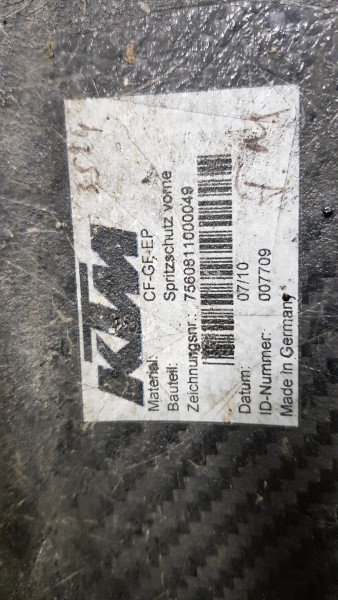 KTM
Material: CF-GF-EP
Bauteil: Spritzschutz vorne
Zeichnungsnr.: 7560811000049
Datum: 07/10
ID-Nummer: 007709
Made in Germany